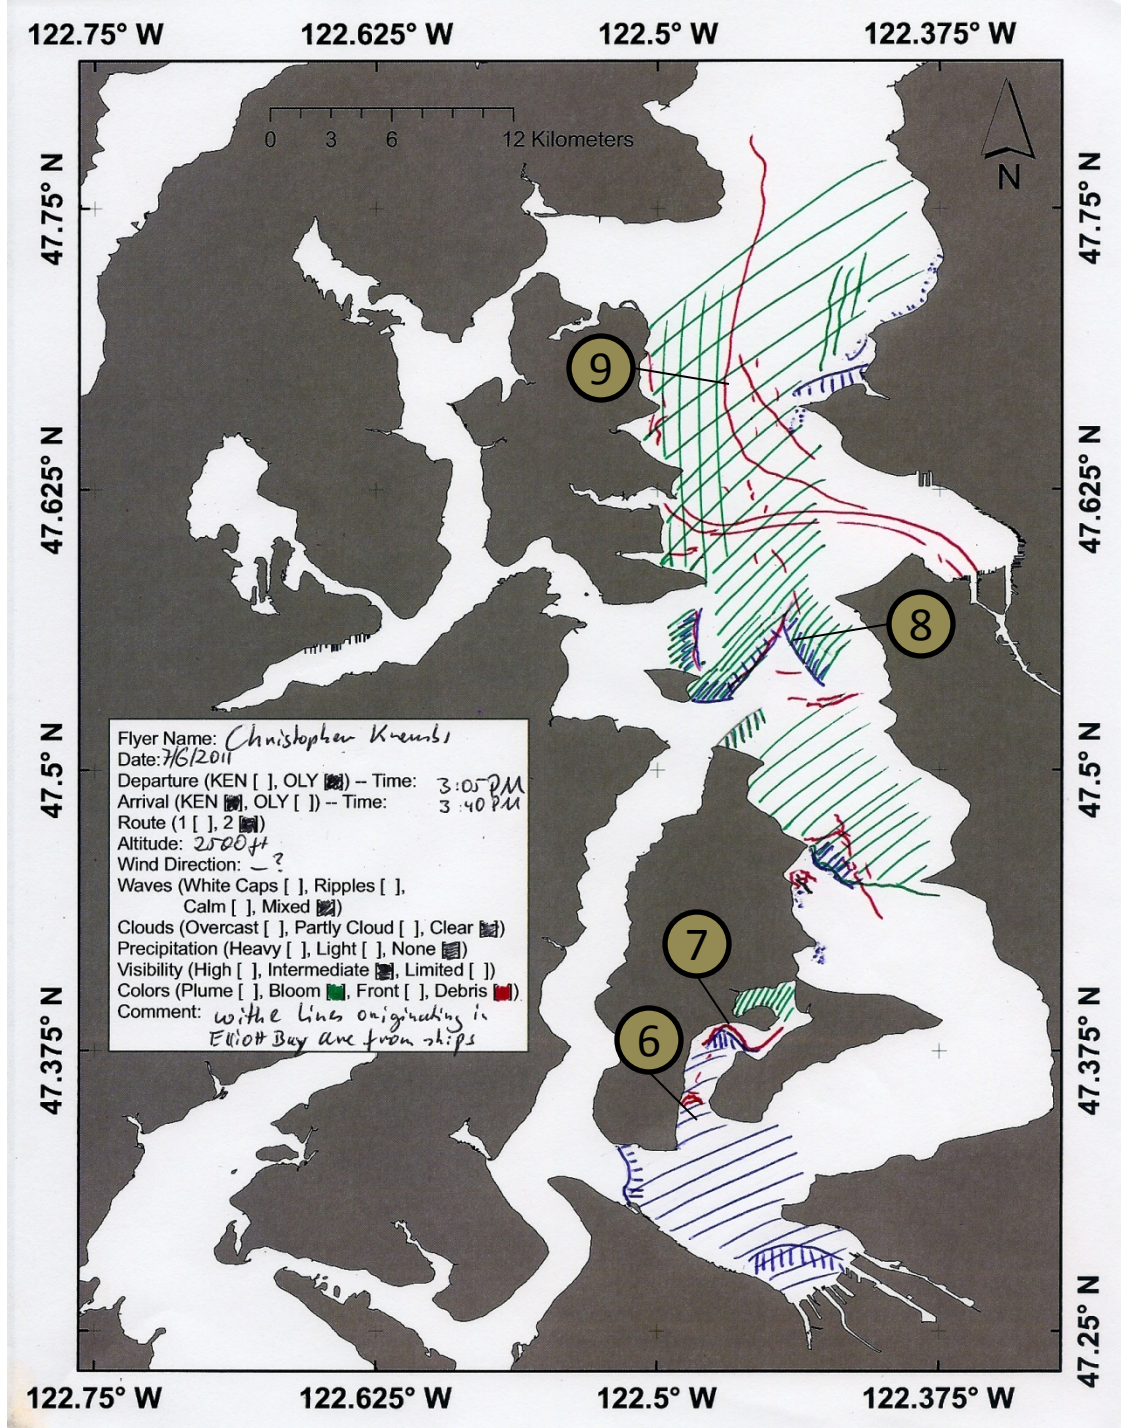 122.75° W 122.625° W 122.5° W 122.375° W
0 3 6 12 Kilometers
N
47.75° N 47.75° N
9
47.625° N 47.625° N
8
47.5° N 47.5° N
Flyer Name: Christopher Krembs
Date: 7/6/2011
Departure (KEN [ ], OLY [ ]) -- Time: 3:05 PM
Arrival (KEN [ ], OLY [ ]) -- Time: 3:40 PM
Route (1 [ ], 2 [ ])
Altitude: 2500 ft
Wind Direction: – ?
Waves (White Caps [ ], Ripples [ ],
Calm [ ], Mixed [ ])
Clouds (Overcast [ ], Partly Cloud [ ], Clear [ ])
Precipitation (Heavy [ ], Light [ ], None [ ])
Visibility (High [ ], Intermediate [ ], Limited [ ])
Colors (Plume [ ], Bloom [ ], Front [ ], Debris [ ])
Comment: withe lines originating in
Elliott Bay are from ships
7
6
47.375° N 47.375° N
47.25° N 47.25° N
122.75° W 122.625° W 122.5° W 122.375° W